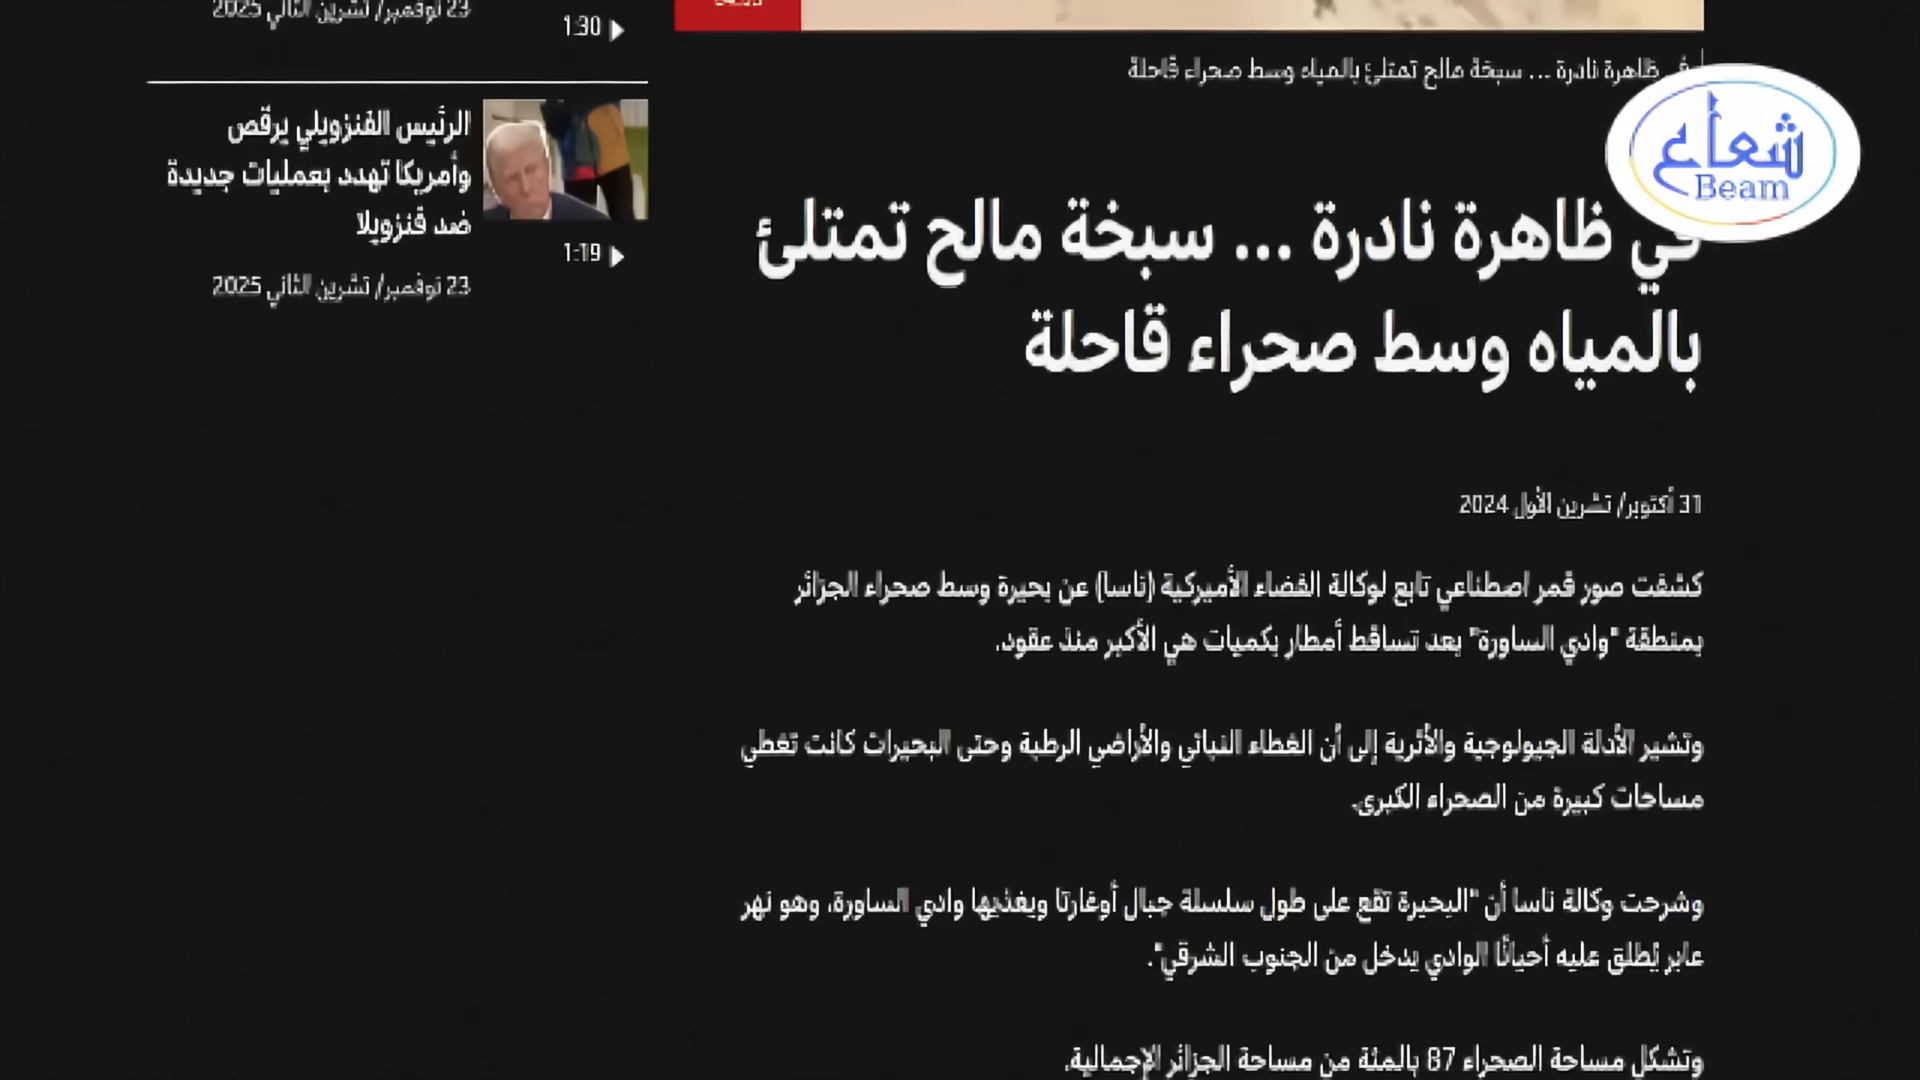 في ظاهرة نادرة ... سبخة مالح تمتلئ بالمياه وسط صحراء قاحلة
شعاع
Beam
في ظاهرة نادرة ... سبخة مالح تمتلئ
بالمياه وسط صحراء قاحلة
31 أكتوبر/ تشرين الأول 2024
كشفت صور قمر اصطناعي تابع لوكالة الفضاء الأميركية (ناسا) عن بحيرة وسط صحراء الجزائر
بمنطقة "وادي الساورة" بعد تساقط أمطار بكميات هي الأكبر منذ عقود.
وتشير الأدلة الجيولوجية والأثرية إلى أن الغطاء النباتي والأراضي الرطبة وحتى البحيرات كانت تغطي
مساحات كبيرة من الصحراء الكبرى.
وشرحت وكالة ناسا أن "البحيرة تقع على طول سلسلة جبال أوغارتا ويغذيها وادي الساورة، وهو نهر
عابر يُطلق عليه أحيانًا الوادي يدخل من الجنوب الشرقي".
وتشكل مساحة الصحراء 87 بالمئة من مساحة الجزائر الإجمالية.
23 نوفمبر/ تشرين الثاني 2025
1:30
الرئيس الفنزويلي يرقص
وأمريكا تهدد بعمليات جديدة
ضد فنزويلا
1:19
23 نوفمبر/ تشرين الثاني 2025